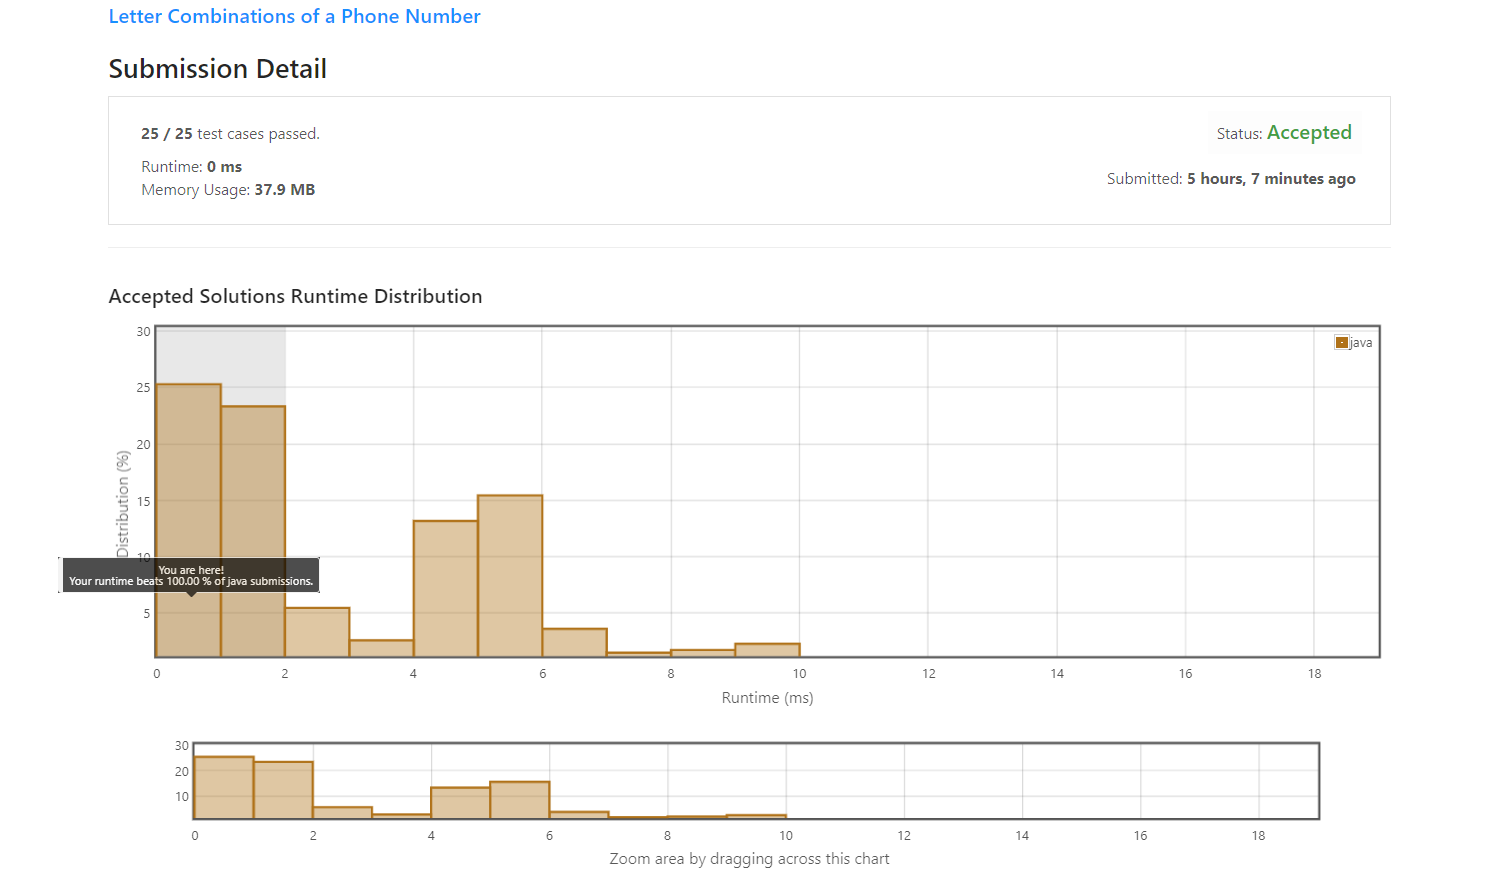 Letter Combinations of a Phone Number
Submission Detail
25 / 25 test cases passed.
Status: Accepted
Runtime: 0 ms
Submitted: 5 hours, 7 minutes ago
Memory Usage: 37.9 MB
Accepted Solutions Runtime Distribution
java
30
25
20
15
10
5
Distribution (%)
You are here!
Your runtime beats 100.00 % of java submissions.
0 2 4 6 8 10 12 14 16 18
Runtime (ms)
30
20
10
0 2 4 6 8 10 12 14 16 18
Zoom area by dragging across this chart